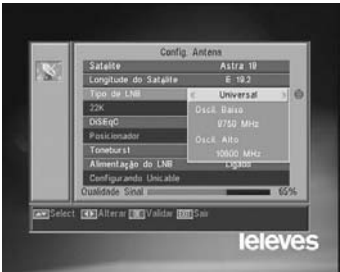 Config. Antena
Satélite Astra 19
Longitude do Satélite E 19.2
Tipo de LNB Universal
22K Oscil. Baixo
DiSEqC 9750 MHz
Posicionador Oscil. Alto
Toneburst 10600 MHz
Alimentação do LNB Ligado
Configurando Unicable
Qualidade Sinal 65%
Select Alterar Validar EXIT Sair
televes